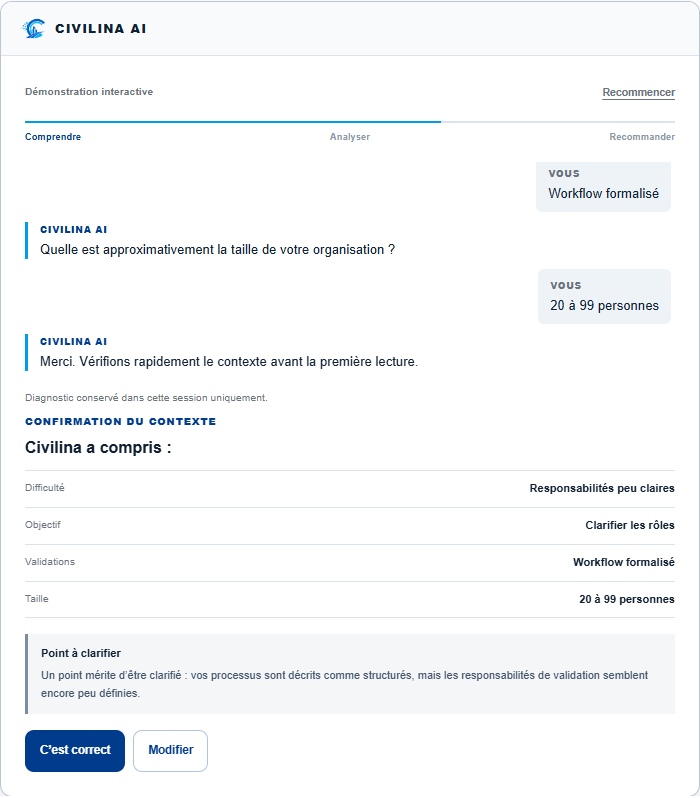 CIVILINA AI
Démonstration interactive
Recommencer
Comprendre
Analyser
Recommander
VOUS
Workflow formalisé
CIVILINA AI
Quelle est approximativement la taille de votre organisation ?
VOUS
20 à 99 personnes
CIVILINA AI
Merci. Vérifions rapidement le contexte avant la première lecture.
Diagnostic conservé dans cette session uniquement.
CONFIRMATION DU CONTEXTE
Civilina a compris :
Difficulté
Responsabilités peu claires
Objectif
Clarifier les rôles
Validations
Workflow formalisé
Taille
20 à 99 personnes
Point à clarifier
Un point mérite d'être clarifié : vos processus sont décrits comme structurés, mais les responsabilités de validation semblent
encore peu définies.
C'est correct
Modifier